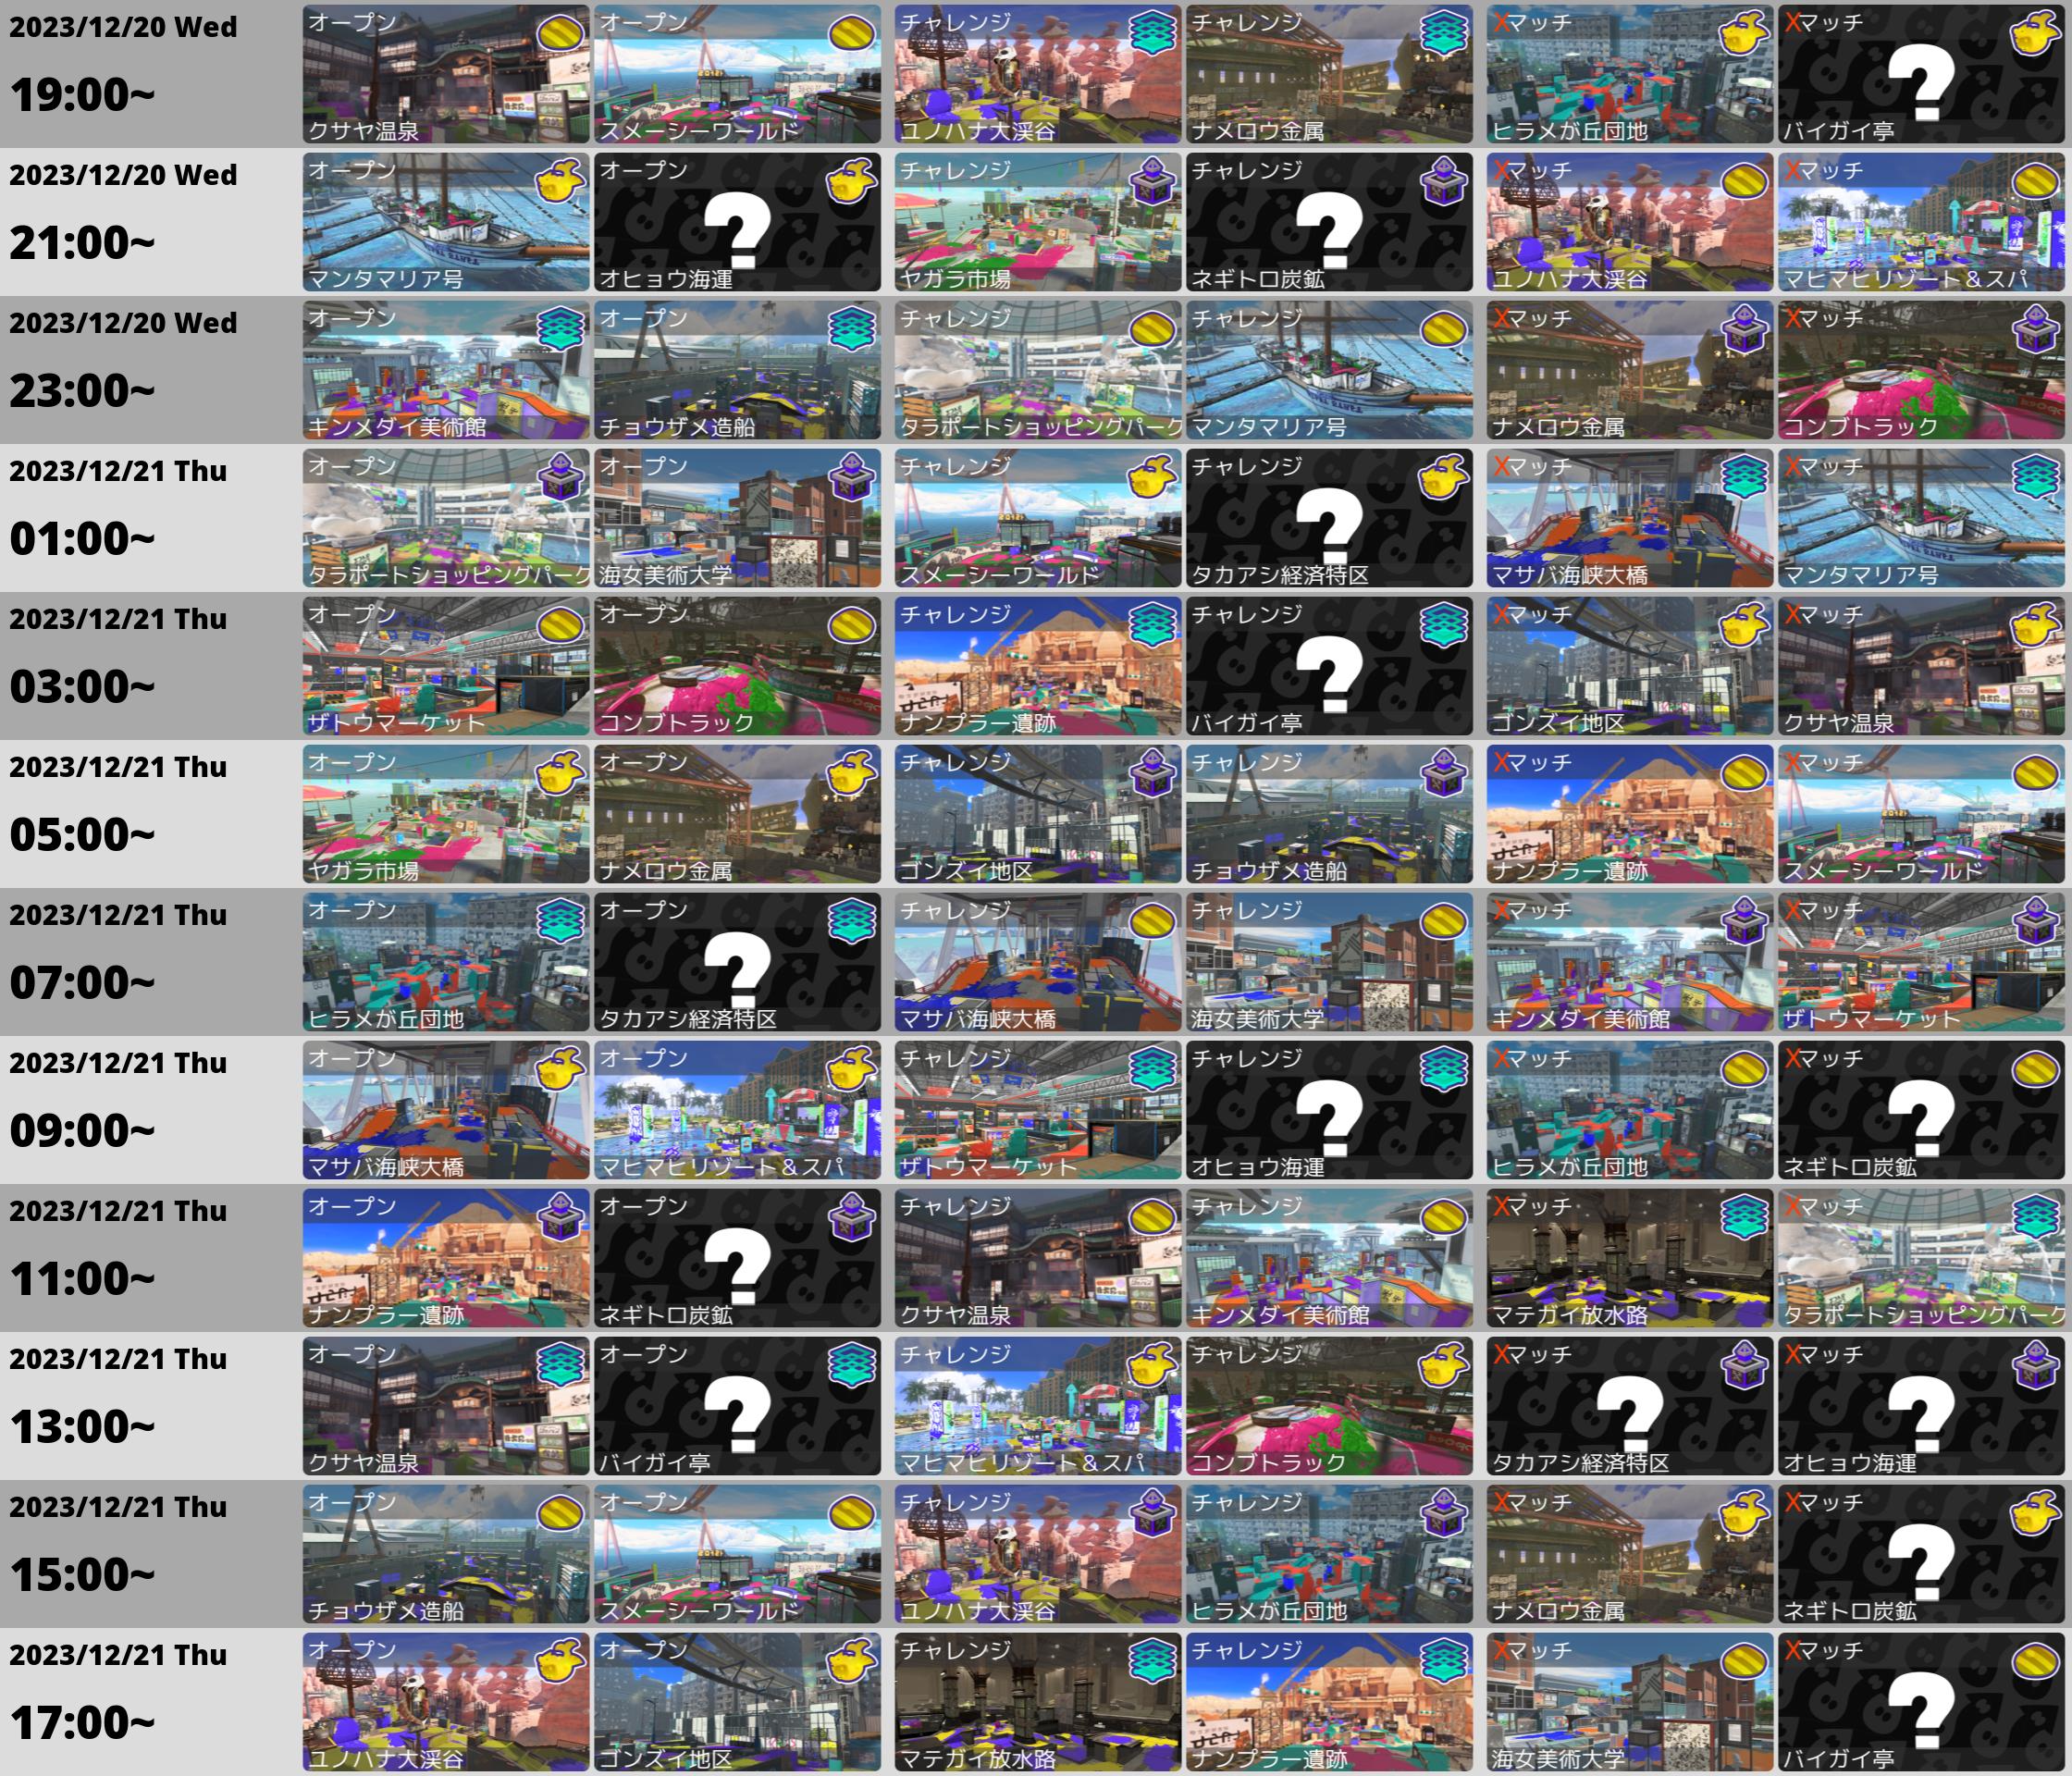 2023/12/20 Wed
19:00~
オープン
クサヤ温泉
オープン
スメーシーワールド
チャレンジ
ユノハナ大渓谷
チャレンジ
ナメロウ金属
Xマッチ
ヒラメが丘団地
Xマッチ
?
バイガイ亭
2023/12/20 Wed
21:00~
オープン
マンタマリア号
オープン
?
オヒョウ海運
チャレンジ
ヤガラ市場
チャレンジ
?
ネギトロ炭鉱
Xマッチ
ユノハナ大渓谷
Xマッチ
マヒマヒリゾート&スパ
2023/12/20 Wed
23:00~
オープン
キンメダイ美術館
オープン
チョウザメ造船
チャレンジ
タラポートショッピングパーク
チャレンジ
マンタマリア号
Xマッチ
ナメロウ金属
Xマッチ
コンブトラック
2023/12/21 Thu
01:00~
オープン
タラポートショッピングパーク
オープン
海女美術大学
チャレンジ
スメーシーワールド
チャレンジ
?
タカアシ経済特区
Xマッチ
マサバ海峡大橋
Xマッチ
マンタマリア号
2023/12/21 Thu
03:00~
オープン
ザトウマーケット
オープン
コンブトラック
チャレンジ
ナンプラー遺跡
チャレンジ
?
バイガイ亭
Xマッチ
ゴンズイ地区
Xマッチ
クサヤ温泉
2023/12/21 Thu
05:00~
オープン
ヤガラ市場
オープン
ナメロウ金属
チャレンジ
ゴンズイ地区
チャレンジ
チョウザメ造船
Xマッチ
ナンプラー遺跡
Xマッチ
スメーシーワールド
2023/12/21 Thu
07:00~
オープン
ヒラメが丘団地
オープン
?
タカアシ経済特区
チャレンジ
マサバ海峡大橋
チャレンジ
海女美術大学
Xマッチ
キンメダイ美術館
Xマッチ
ザトウマーケット
2023/12/21 Thu
09:00~
オープン
マサバ海峡大橋
オープン
マヒマヒリゾート&スパ
チャレンジ
ザトウマーケット
チャレンジ
?
オヒョウ海運
Xマッチ
ヒラメが丘団地
Xマッチ
?
ネギトロ炭鉱
2023/12/21 Thu
11:00~
オープン
ナンプラー遺跡
オープン
?
ネギトロ炭鉱
チャレンジ
クサヤ温泉
チャレンジ
キンメダイ美術館
Xマッチ
マテガイ放水路
Xマッチ
タラポートショッピングパーク
2023/12/21 Thu
13:00~
オープン
クサヤ温泉
オープン
?
バイガイ亭
チャレンジ
マヒマヒリゾート&スパ
チャレンジ
コンブトラック
Xマッチ
?
タカアシ経済特区
Xマッチ
?
オヒョウ海運
2023/12/21 Thu
15:00~
オープン
チョウザメ造船
オープン
スメーシーワールド
チャレンジ
ユノハナ大渓谷
チャレンジ
ヒラメが丘団地
Xマッチ
ナメロウ金属
Xマッチ
?
ネギトロ炭鉱
2023/12/21 Thu
17:00~
オープン
ユノハナ大渓谷
オープン
ゴンズイ地区
チャレンジ
マテガイ放水路
チャレンジ
ナンプラー遺跡
Xマッチ
海女美術大学
Xマッチ
?
バイガイ亭